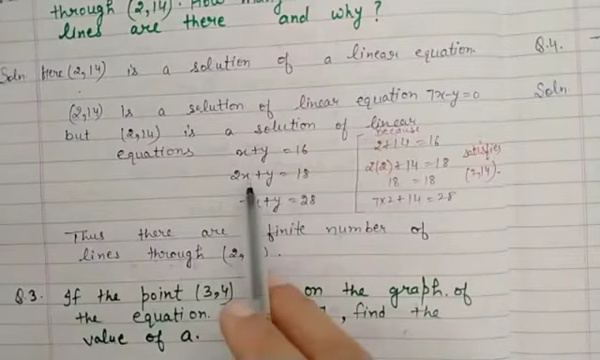 through (2,14). How
lines are there and why?
Soln Here (2,14) is a solution of a linear equation. Q.4.
(2,14) Is a solution of linear equation 7x-y=0 Soln
but (2,14) is a solution of linear
equations x+y = 16
2x+y = 18
x+y = 28
because
2+14 = 16
2(2)+14 = 18
18 = 18
7x2+14 = 28
satisfies
(2,14).
Thus there are finite number of
lines through (2,
Q.3. If the point (3,4) on the graph of
the equation , find the
value of a.